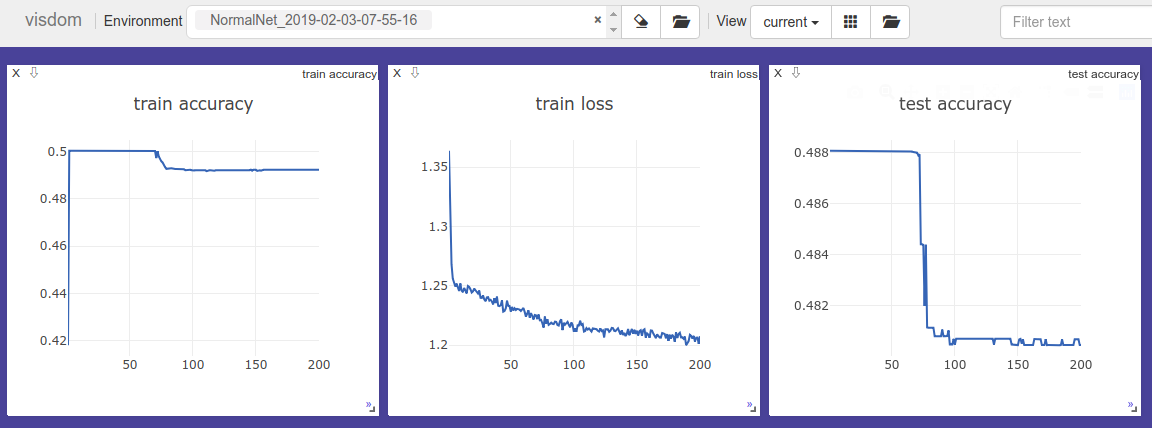 visdom Environment NormalNet_2019-02-03-07-55-16 × View current Filter text
X train accuracy
train accuracy
0.5
0.48
0.46
0.44
0.42
50 100 150 200
»
X train loss
train loss
1.35
1.3
1.25
1.2
50 100 150 200
»
X test accuracy
test accuracy
0.488
0.486
0.484
0.482
50 100 150 200
»